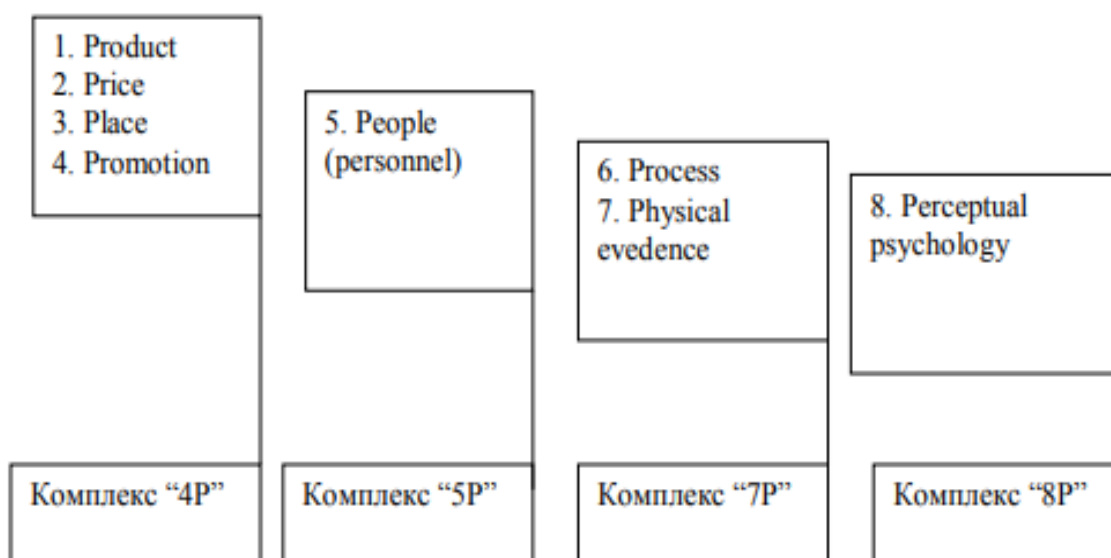 1. Product
2. Price
3. Place
4. Promotion
5. People
(personnel)
6. Process
7. Physical
evedence
8. Perceptual
psychology
Комплекс “4P”
Комплекс “5P”
Комплекс “7P”
Комплекс “8P”